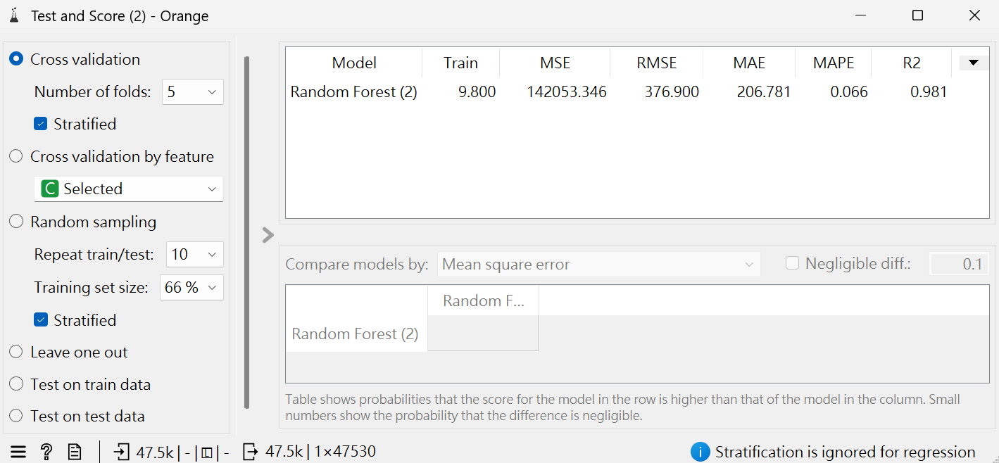 Test and Score (2) - Orange
Cross validation
Number of folds: 5
Stratified
Cross validation by feature
C Selected
Random sampling
Repeat train/test: 10
Training set size: 66 %
Stratified
Leave one out
Test on train data
Test on test data
Model Train MSE RMSE MAE MAPE R2
Random Forest (2) 9.800 142053.346 376.900 206.781 0.066 0.981
Compare models by: Mean square error Negligible diff.: 0.1
Random F...
Random Forest (2)
Table shows probabilities that the score for the model in the row is higher than that of the model in the column. Small
numbers show the probability that the difference is negligible.
47.5k | - | - 47.5k | 1×47530 Stratification is ignored for regression